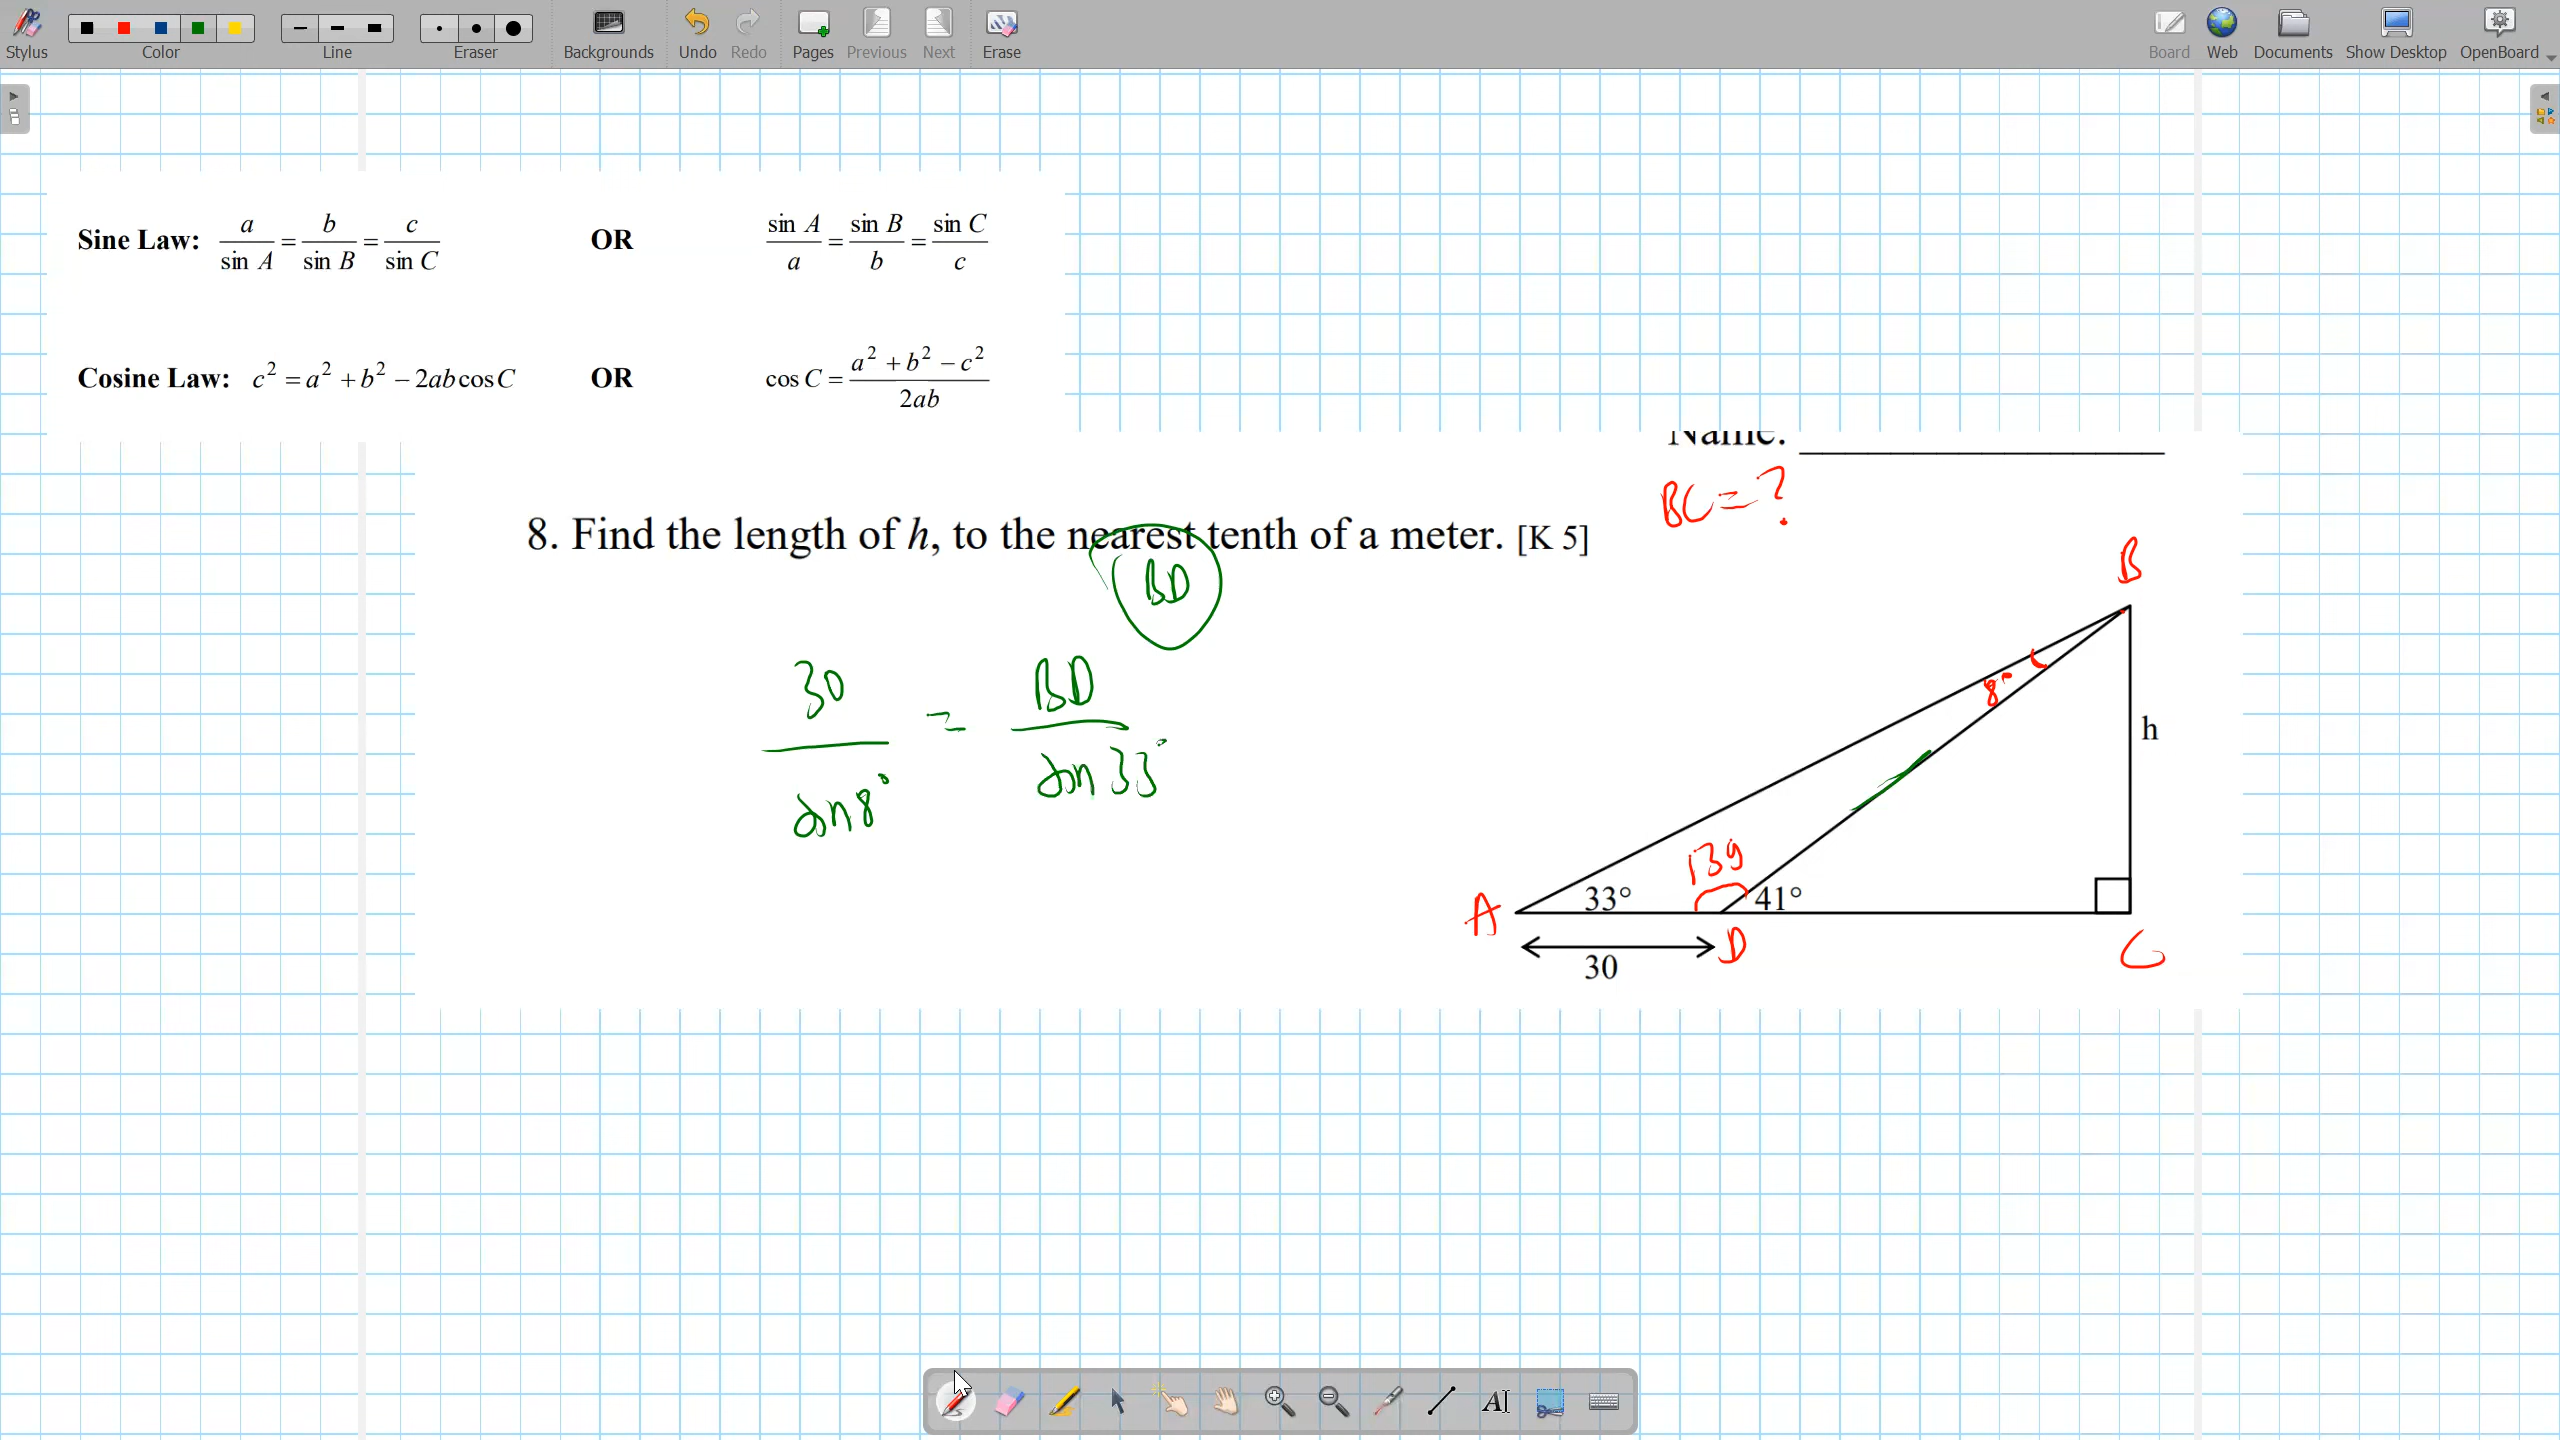 Stylus Color Line Eraser Backgrounds Undo Redo Pages Previous Next Erase Board Web Documents Show Desktop OpenBoard
Sine Law: a/sin A = b/sin B = c/sin C OR sin A/a = sin B/b = sin C/c
Cosine Law: c² = a² + b² − 2ab cos C OR cos C = (a² + b² − c²)/2ab
Name:
BC = ?
8. Find the length of h, to the nearest tenth of a meter. [K 5]
BD
30/sin 8° = BD/sin 33°
B
8°
h
139
A 33° 41°
D C
30